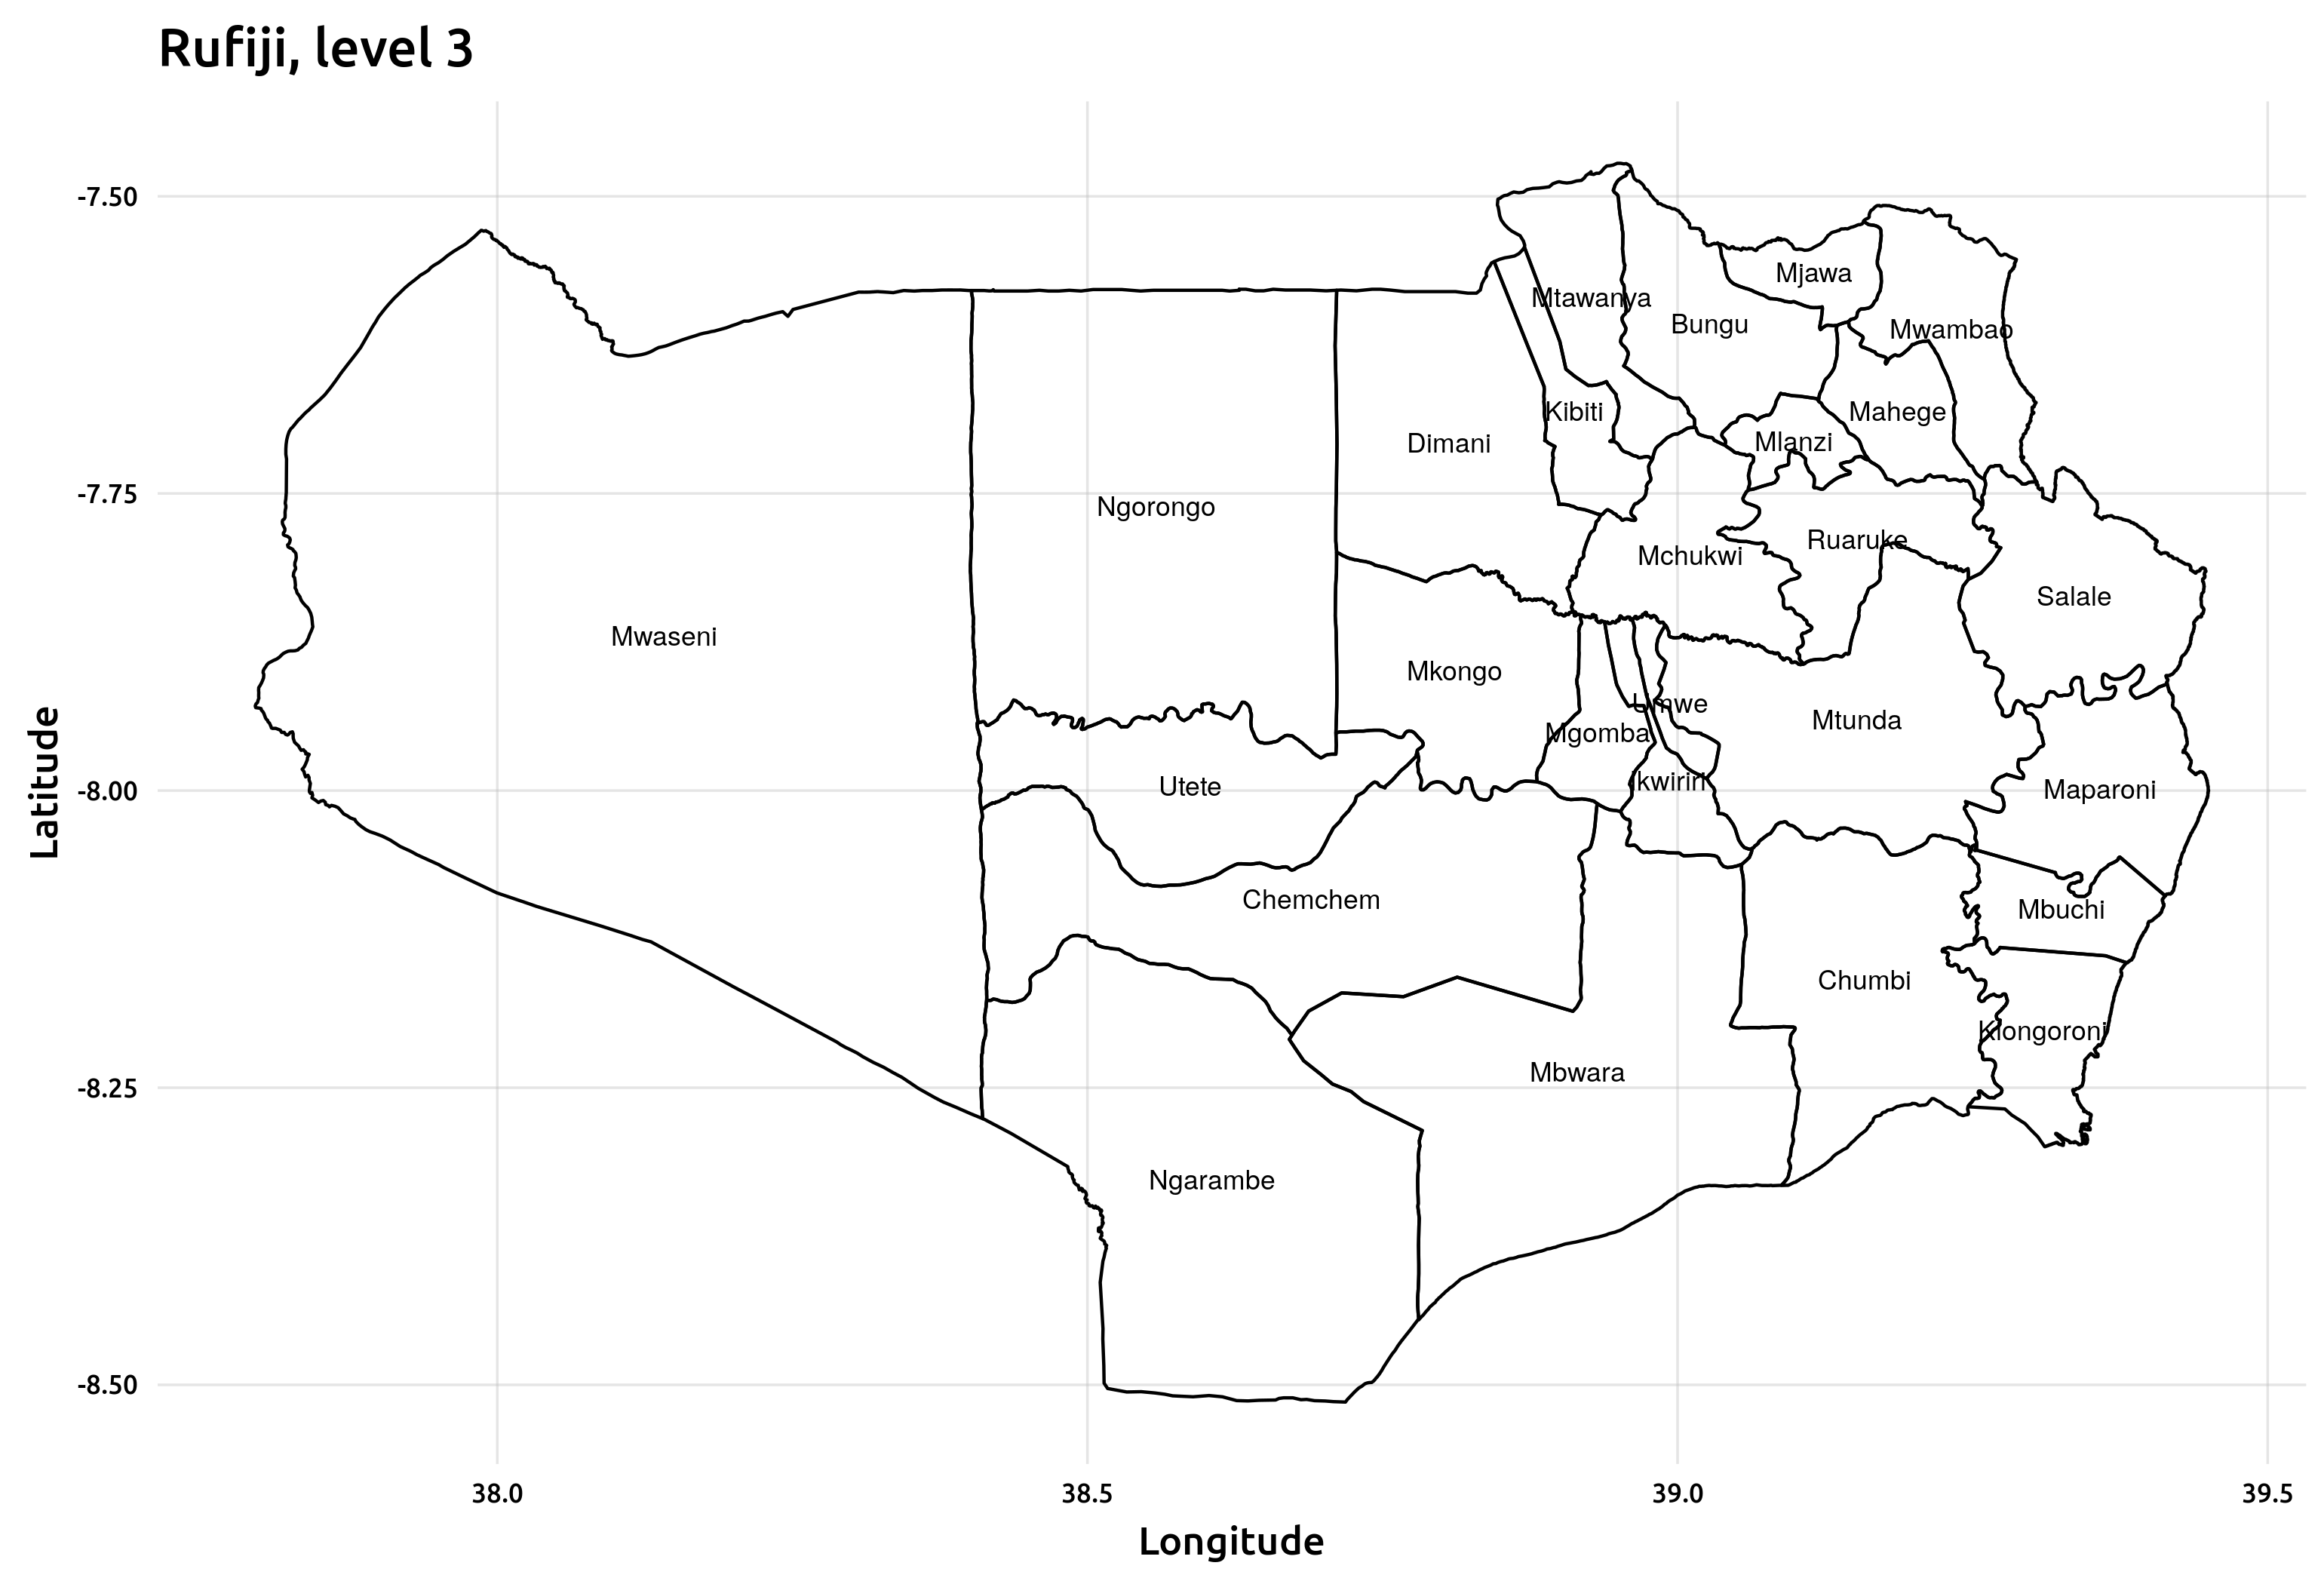 Rufiji, level 3
Latitude
-7.50
-7.75
-8.00
-8.25
-8.50
Mjawa
Mtawanya
Bungu
Mwambao
Kibiti
Mahege
Dimani
Mlanzi
Ngorongo
Ruaruke
Mchukwi
Salale
Mwaseni
Mkongo
Umwe
Mtunda
Mgomba
Ikwiriri
Utete
Maparoni
Chemchem
Mbuchi
Chumbi
Kiongoroni
Mbwara
Ngarambe
38.0
38.5
39.0
39.5
Longitude